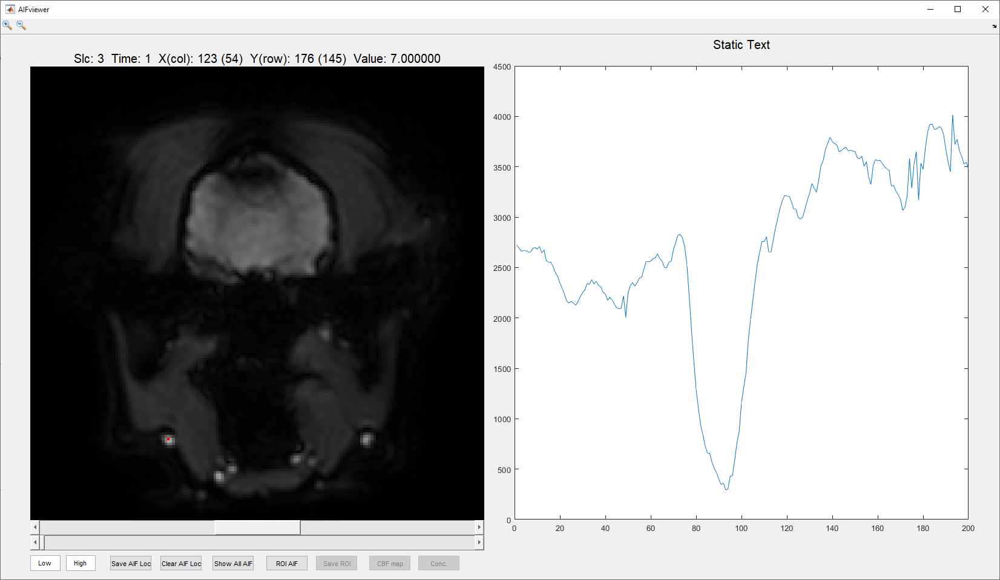 AIFviewer
Static Text
Slc: 3  Time: 1  X(col): 123 (54)  Y(row): 176 (145)  Value: 7.000000
4500
4000
3500
3000
2500
2000
1500
1000
500
0
0 20 40 60 80 100 120 140 160 180 200
Low High Save AIF Loc Clear AIF Loc Show All AIF ROI AIF Save ROI CBF map Conc.